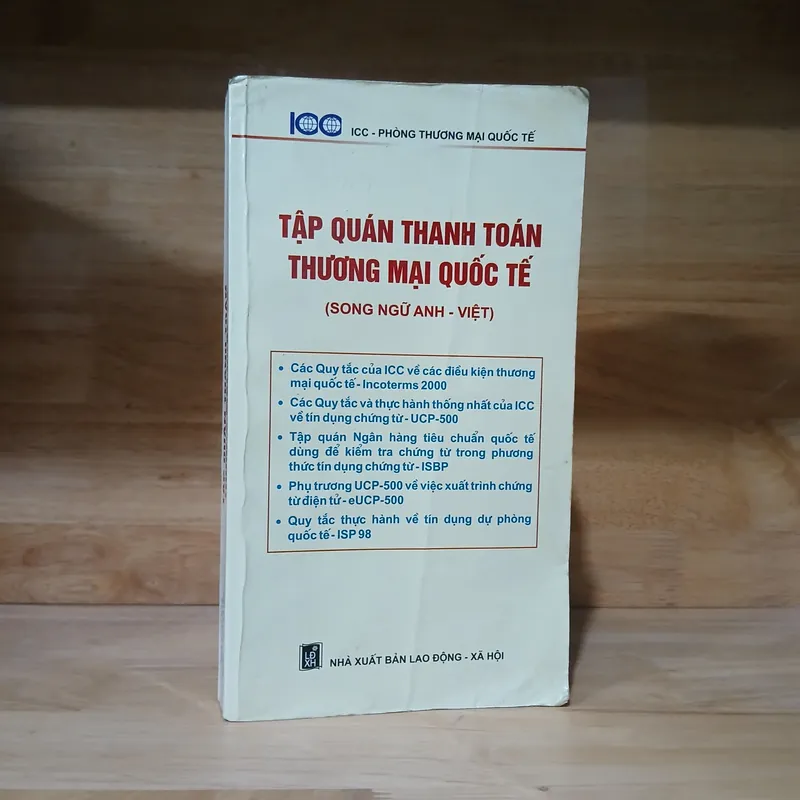 ICC
ICC - PHÒNG THƯƠNG MẠI QUỐC TẾ
TẬP QUÁN THANH TOÁN
THƯƠNG MẠI QUỐC TẾ
(SONG NGỮ ANH - VIỆT)
• Các Quy tắc của ICC về các điều kiện thương
mại quốc tế - Incoterms 2000
• Các Quy tắc và thực hành thống nhất của ICC
về tín dụng chứng từ - UCP-500
• Tập quán Ngân hàng tiêu chuẩn quốc tế
dùng để kiểm tra chứng từ trong phương
thức tín dụng chứng từ - ISBP
• Phụ trương UCP-500 về việc xuất trình chứng
từ điện tử - eUCP-500
• Quy tắc thực hành về tín dụng dự phòng
quốc tế - ISP 98
LĐ
XH
NHÀ XUẤT BẢN LAO ĐỘNG - XÃ HỘI